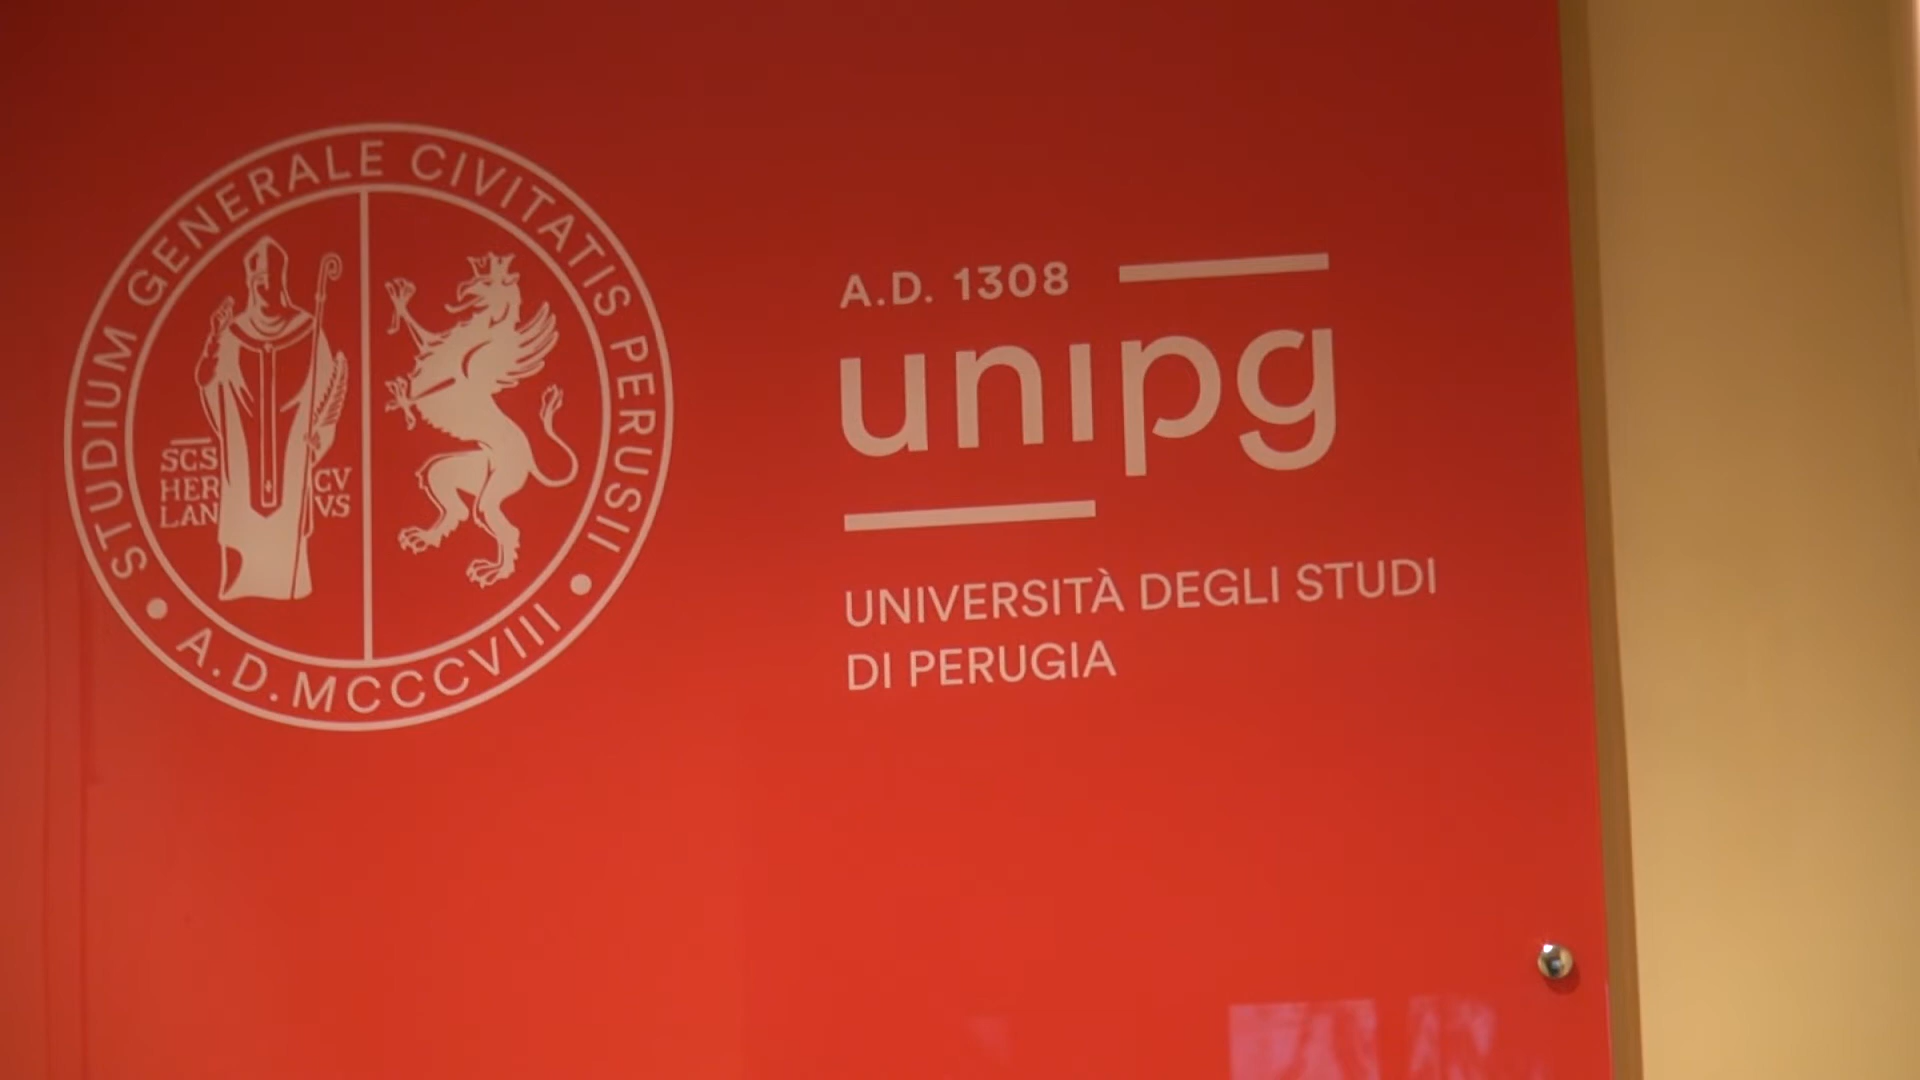 STUDIUM GENERALE CIVITATIS PERUSII
SCS
HER
LAN
CV
VS
A.D. MCCCVIII
A.D. 1308
unipg
UNIVERSITÀ DEGLI STUDI
DI PERUGIA